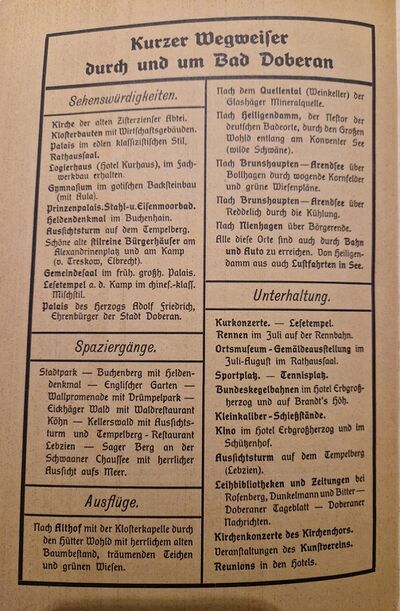 Kurzer Wegweiser
durch und um Bad Doberan
Sehenswürdigkeiten.
Kirche der alten Zisterzienser Abtei.
Klosterbauten mit Wirtschaftsgebäuden.
Palais im edlen klassizistischen Stil,
Rathaussaal.
Logierhaus (Hotel Kurhaus), im Fach-
werkbau erhalten.
Gymnasium im gotischen Backsteinbau
(mit Aula).
Prinzenpalais. Stahl- u. Eisenmoorbad.
Heldendenkmal im Buchenhain.
Aussichtsturm auf dem Tempelberg.
Schöne alte stilreine Bürgerhäuser am
Alexandrinenplatz und am Kamp
(v. Treskow, Elbrecht).
Gemeindesaal im früh. großh. Palais.
Lesetempel a. d. Kamp im chines.-klass.
Mischstil.
Palais des Herzogs Adolf Friedrich,
Ehrenbürger der Stadt Doberan.
Spaziergänge.
Stadtpark — Buchenberg mit Helden-
denkmal — Englischer Garten —
Wallpromenade mit Drümpelpark —
Eickhäger Wald mit Waldrestaurant
Köhn — Kellerswald mit Aussichts-
turm und Tempelberg - Restaurant
Lebzien — Sager Berg an der
Schwaaner Chaussee mit herrlicher
Aussicht aufs Meer.
Ausflüge.
Nach Althof mit der Klosterkapelle durch
den Hütter Wohld mit herrlichem alten
Baumbestand, träumenden Teichen
und grünen Wiesen.
Nach dem Quellental (Weinkeller) der
Glashäger Mineralquelle.
Nach Heiligendamm, der Nestor der
deutschen Badeorte, durch den Großen
Wohld entlang am Konventer See
(wilde Schwäne).
Nach Brunshaupten—Arendsee über
Bollhagen durch wogende Kornfelder
und grüne Wiesenpläne.
Nach Brunshaupten—Arendsee über
Reddelich durch die Kühlung.
Nach Nienhagen über Börgerende.
Alle diese Orte sind auch durch Bahn
und Auto zu erreichen. Von Heiligen-
damm aus auch Lustfahrten in See.
Unterhaltung.
Kurkonzerte. — Lesetempel.
Rennen im Juli auf der Rennbahn.
Ortsmuseum - Gemäldeausstellung im
Juli-August im Rathaussaal.
Sportplatz. — Tennisplatz.
Bundeskegelbahnen im Hotel Erbgroß-
herzog und auf Brandt's Höh.
Kleinkaliber-Schießstände.
Kino im Hotel Erbgroßherzog und im
Schützenhof.
Aussichtsturm auf dem Tempelberg
(Lebzien).
Leihbibliotheken und Zeitungen bei
Rosenberg, Dunkelmann und Bitter—
Doberaner Tageblatt — Doberaner
Nachrichten.
Kirchenkonzerte des Kirchenchors.
Veranstaltungen des Kunstvereins.
Reunions in den Hotels.